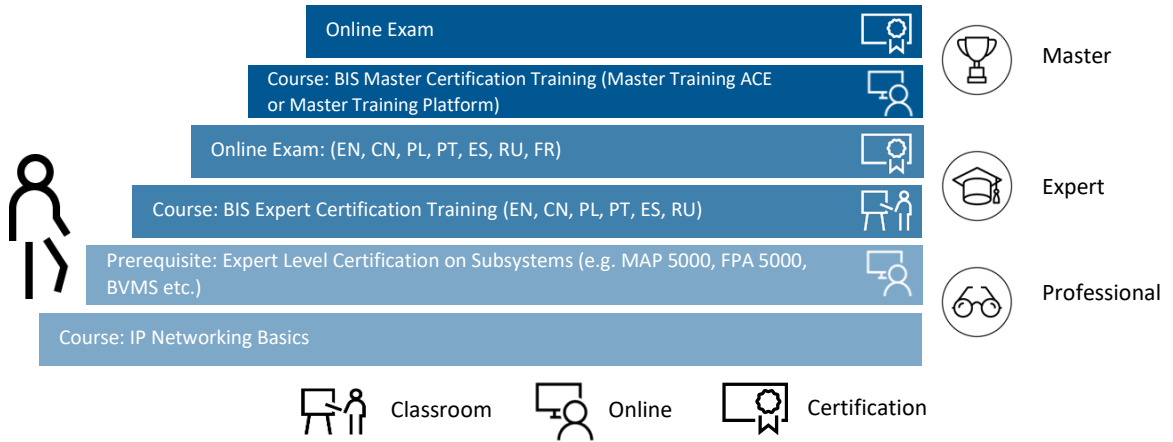 Online Exam
Master
Course: BIS Master Certification Training (Master Training ACE
or Master Training Platform)
Online Exam: (EN, CN, PL, PT, ES, RU, FR)
Expert
Course: BIS Expert Certification Training (EN, CN, PL, PT, ES, RU)
Prerequisite: Expert Level Certification on Subsystems (e.g. MAP 5000, FPA 5000,
BVMS etc.)
Professional
Course: IP Networking Basics
Classroom
Online
Certification